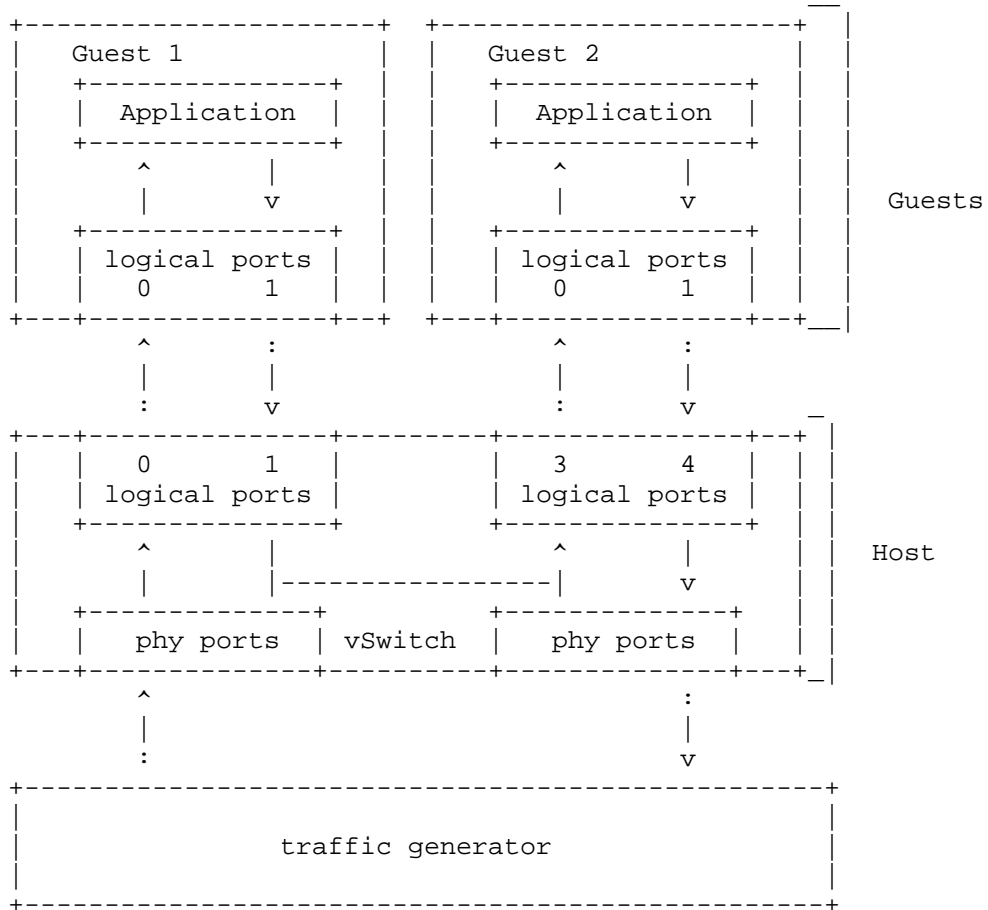 Guest 1 Guest 2
Application Application
Guests
logical ports logical ports
0 1 0 1
0 1 3 4
logical ports logical ports
Host
phy ports vSwitch phy ports
traffic generator